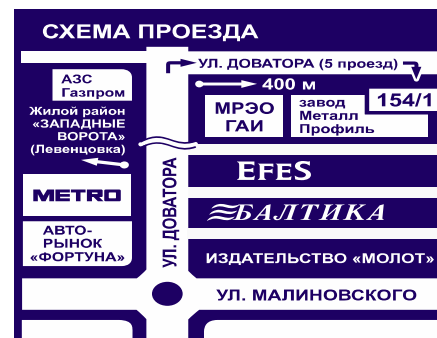 СХЕМА ПРОЕЗДА
УЛ. ДОВАТОРА (5 проезд)
400 м
АЗС
Газпром
МРЭО
ГАИ
завод
Металл
Профиль
154/1
Жилой район
«ЗАПАДНЫЕ
ВОРОТА»
(Левенцовка)
УЛ. ДОВАТОРА
EFES
METRO
БАЛТИКА
АВТО-
РЫНОК
«ФОРТУНА»
ИЗДАТЕЛЬСТВО «МОЛОТ»
УЛ. МАЛИНОВСКОГО